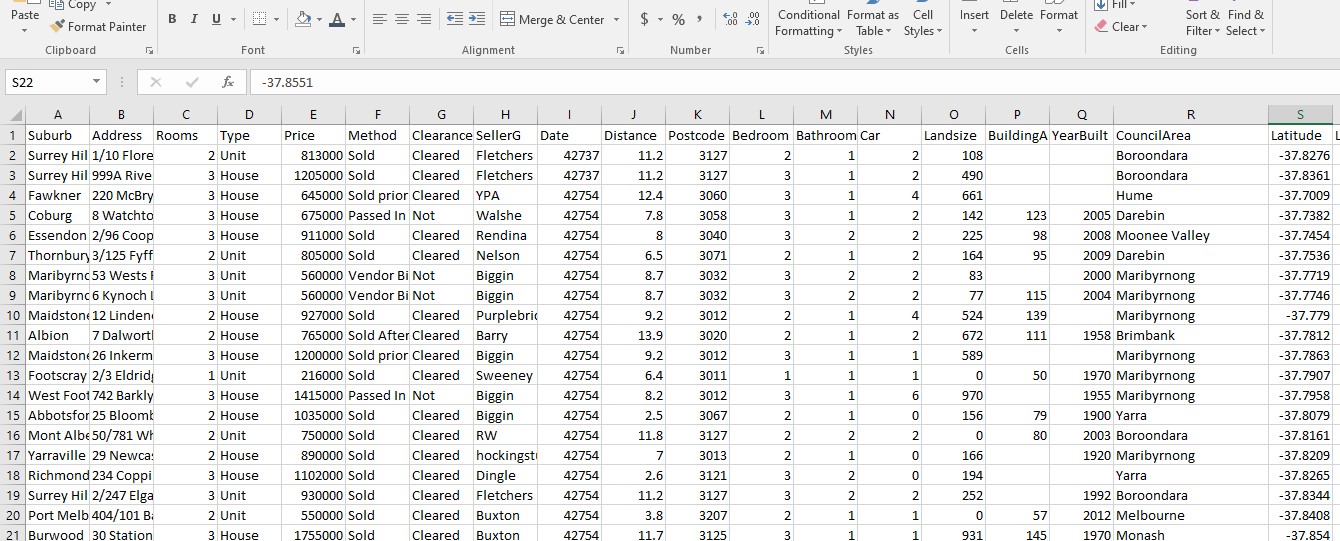 Copy
Paste
Format Painter
Clipboard
B I U A
Font
Merge & Center
Alignment
$ % ,
Number
Conditional Formatting
Format as Table
Cell Styles
Styles
Insert Delete Format
Cells
Fill
Clear
Sort & Filter
Find & Select
Editing
S22 fx -37.8551
A B C D E F G H I J K L M N O P Q R S
1 Suburb Address Rooms Type Price Method Clearance SellerG Date Distance Postcode Bedroom Bathroom Car Landsize BuildingA YearBuilt CouncilArea Latitude
2 Surrey Hil 1/10 Flore 2 Unit 813000 Sold Cleared Fletchers 42737 11.2 3127 2 1 2 108 Boroondara -37.8276
3 Surrey Hil 999A Rive 3 House 1205000 Sold Cleared Fletchers 42737 11.2 3127 3 1 2 490 Boroondara -37.8361
4 Fawkner 220 McBry 3 House 645000 Sold prior Cleared YPA 42754 12.4 3060 3 1 4 661 Hume -37.7009
5 Coburg 8 Watchto 3 House 675000 Passed In Not Walshe 42754 7.8 3058 3 1 2 142 123 2005 Darebin -37.7382
6 Essendon 2/96 Coop 3 House 911000 Sold Cleared Rendina 42754 8 3040 3 2 2 225 98 2008 Moonee Valley -37.7454
7 Thornbury 3/125 Fyff 2 Unit 805000 Sold Cleared Nelson 42754 6.5 3071 2 1 2 164 95 2009 Darebin -37.7536
8 Maribyrno 53 Wests R 3 Unit 560000 Vendor Bi Not Biggin 42754 8.7 3032 3 2 2 83 2000 Maribyrnong -37.7719
9 Maribyrno 6 Kynoch L 3 Unit 560000 Vendor Bi Not Biggin 42754 8.7 3032 3 2 2 77 115 2004 Maribyrnong -37.7746
10 Maidstone 12 Linden 2 House 927000 Sold Cleared Purplebric 42754 9.2 3012 2 1 4 524 139 Maribyrnong -37.779
11 Albion 7 Dalwort 2 House 765000 Sold After Cleared Barry 42754 13.9 3020 2 1 2 672 111 1958 Brimbank -37.7812
12 Maidstone 26 Inkerm 3 House 1200000 Sold prior Cleared Biggin 42754 9.2 3012 3 1 1 589 Maribyrnong -37.7863
13 Footscray 2/3 Eldridg 1 Unit 216000 Sold Cleared Sweeney 42754 6.4 3011 1 1 1 0 50 1970 Maribyrnong -37.7907
14 West Foot 742 Barkly 3 House 1415000 Passed In Not Biggin 42754 8.2 3012 3 1 6 970 1955 Maribyrnong -37.7958
15 Abbotsfor 25 Bloomb 2 House 1035000 Sold Cleared Biggin 42754 2.5 3067 2 1 0 156 79 1900 Yarra -37.8079
16 Mont Albe 50/781 Wh 2 Unit 750000 Sold Cleared RW 42754 11.8 3127 2 2 2 0 80 2003 Boroondara -37.8161
17 Yarraville 29 Newcas 2 House 890000 Sold Cleared hockingstu 42754 7 3013 2 1 0 166 1920 Maribyrnong -37.8209
18 Richmond 234 Coppi 3 House 1102000 Sold Cleared Dingle 42754 2.6 3121 3 2 0 194 Yarra -37.8265
19 Surrey Hil 2/247 Elga 3 Unit 930000 Sold Cleared Fletchers 42754 11.2 3127 3 2 2 252 1992 Boroondara -37.8344
20 Port Melb 404/101 Ba 2 Unit 550000 Sold Cleared Buxton 42754 3.8 3207 2 1 1 0 57 2012 Melbourne -37.8408
21 Burwood 30 Station 3 House 1755000 Sold Cleared Buxton 42754 11.7 3125 3 1 1 931 145 1970 Monash -37.854